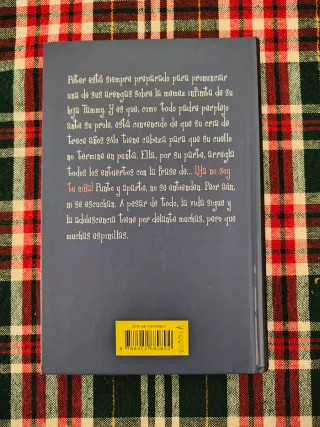 Peter está siempre preparado para pronunciar
una de sus arengas sobre la memez infinita de su
hija Tammy. Y es que, como todo padre perplejo
ante su prole, está convencido de que su cría de
trece años sólo tiene cabeza para que su cuello
no termine en punta. Ella, por su parte, arregla
todos los entuertos con la frase de... ¡Ya no soy
tu niña! Punto y aparte, no se entienden. Peor aún,
ni se escuchan. A pesar de todo, la vida sigue y
la adolescencia tiene por delante muchas, pero que
muchas espinillas.